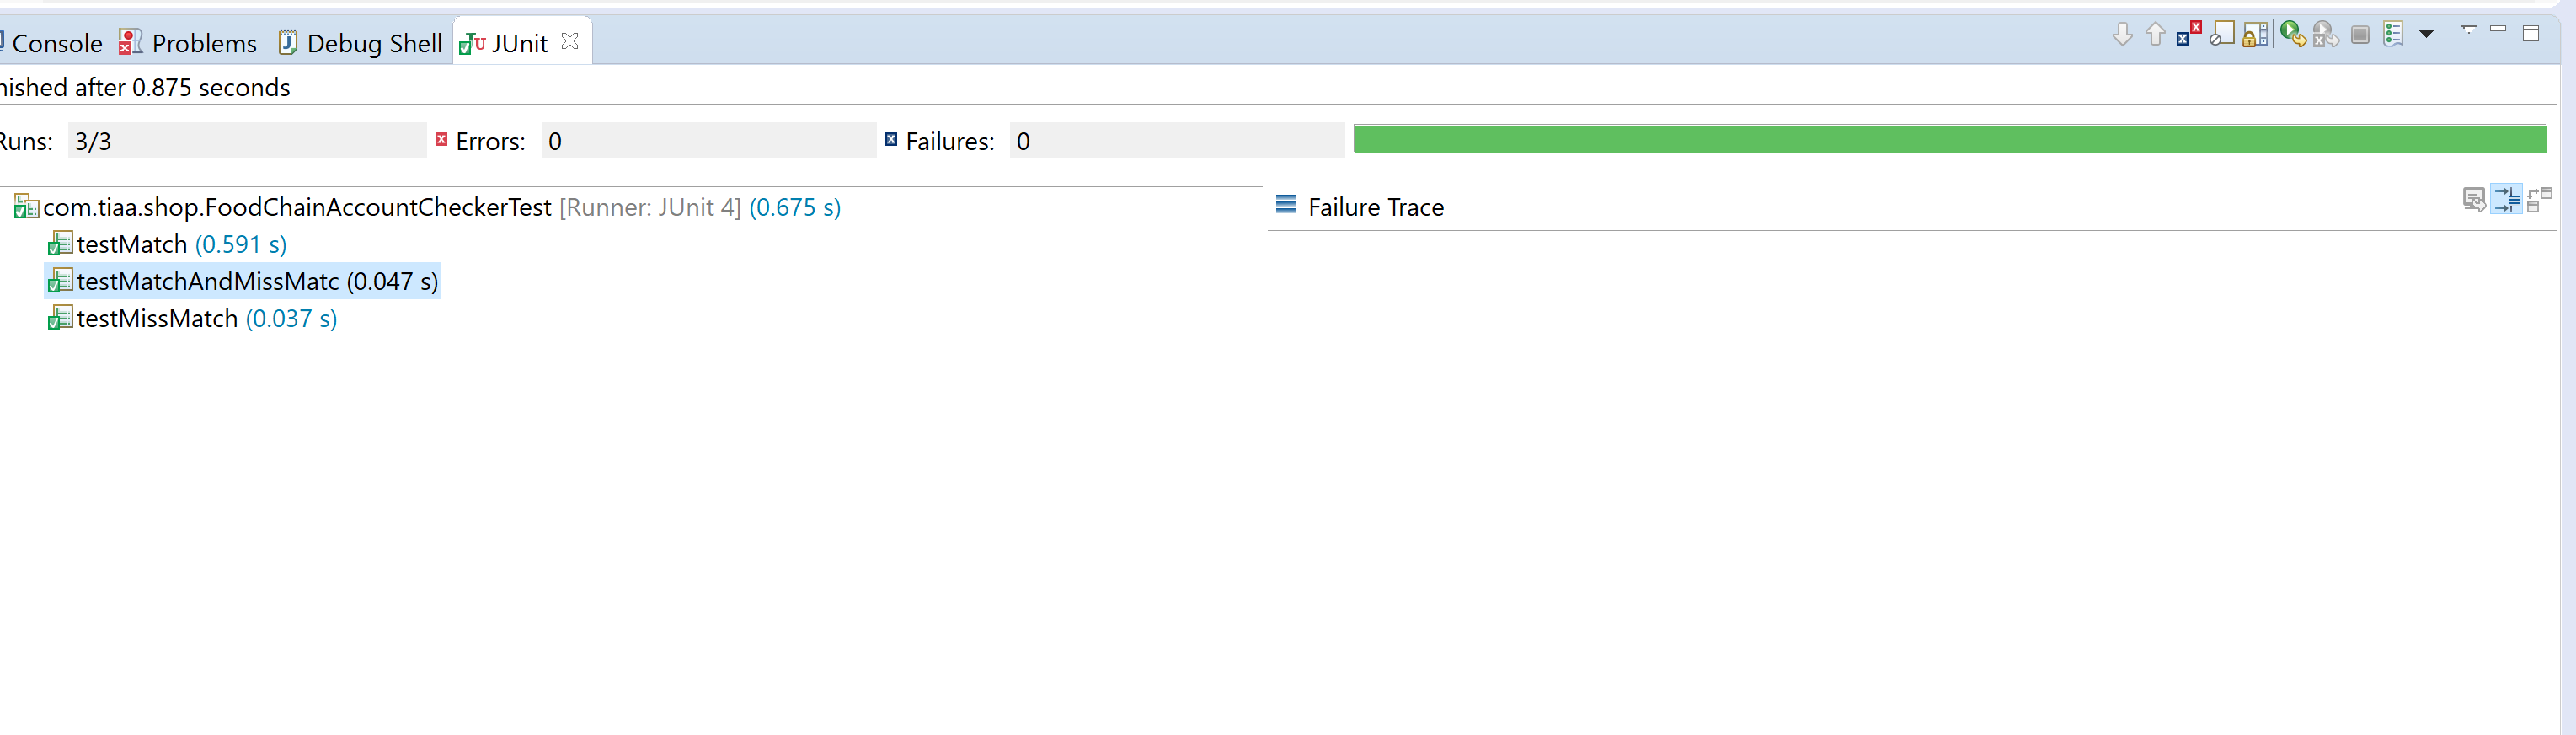 Console Problems Debug Shell JUnit
nished after 0.875 seconds
Runs: 3/3 Errors: 0 Failures: 0
com.tiaa.shop.FoodChainAccountCheckerTest [Runner: JUnit 4] (0.675 s)
Failure Trace
testMatch (0.591 s)
testMatchAndMissMatc (0.047 s)
testMissMatch (0.037 s)